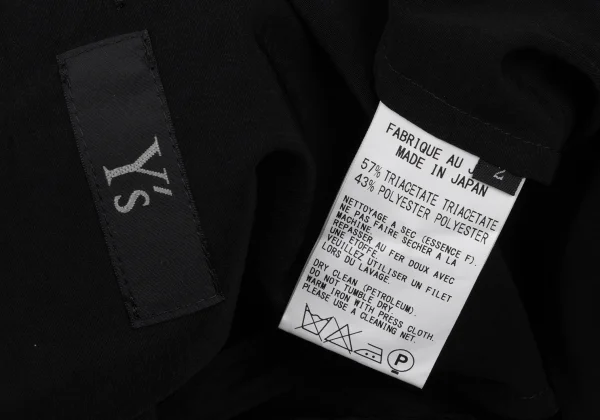 Y's
2
FABRIQUE AU J
MADE IN JAPAN
57% TRIACETATE TRIACETATE
43% POLYESTER POLYESTER
NETTOYAGE A SEC (ESSENCE F).
NE PAS FAIRE SECHER A LA
MACHINE.
REPASSER AU FER DOUX AVEC
UNE ETOFFE.
VEUILLEZ UTILISER UN FILET
LORS DU LAVAGE.
DRY CLEAN (PETROLEUM).
DO NOT TUMBLE DRY.
WARM IRON WITH PRESS CLOTH.
PLEASE USE A CLEANING NET.
P